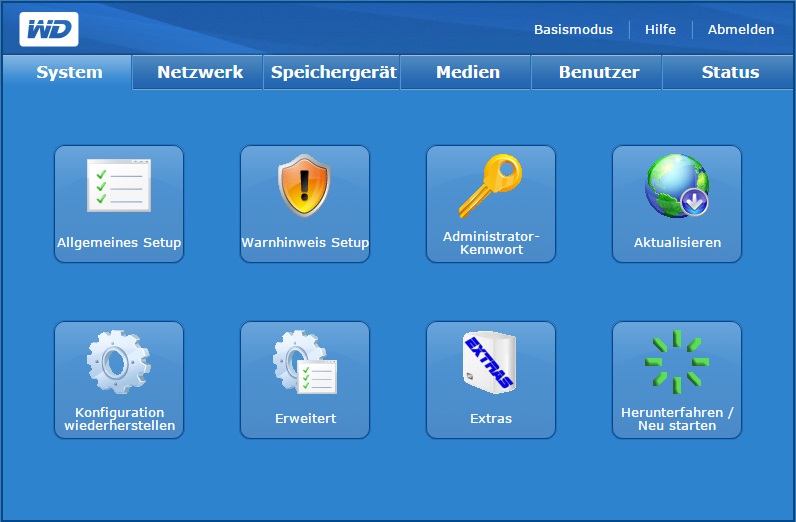 WD
Basismodus Hilfe Abmelden
System Netzwerk Speichergerät Medien Benutzer Status
Allgemeines Setup
Warnhinweis Setup
Administrator-
Kennwort
Aktualisieren
Konfiguration
wiederherstellen
Erweitert
EXTRAS
Extras
Herunterfahren /
Neu starten